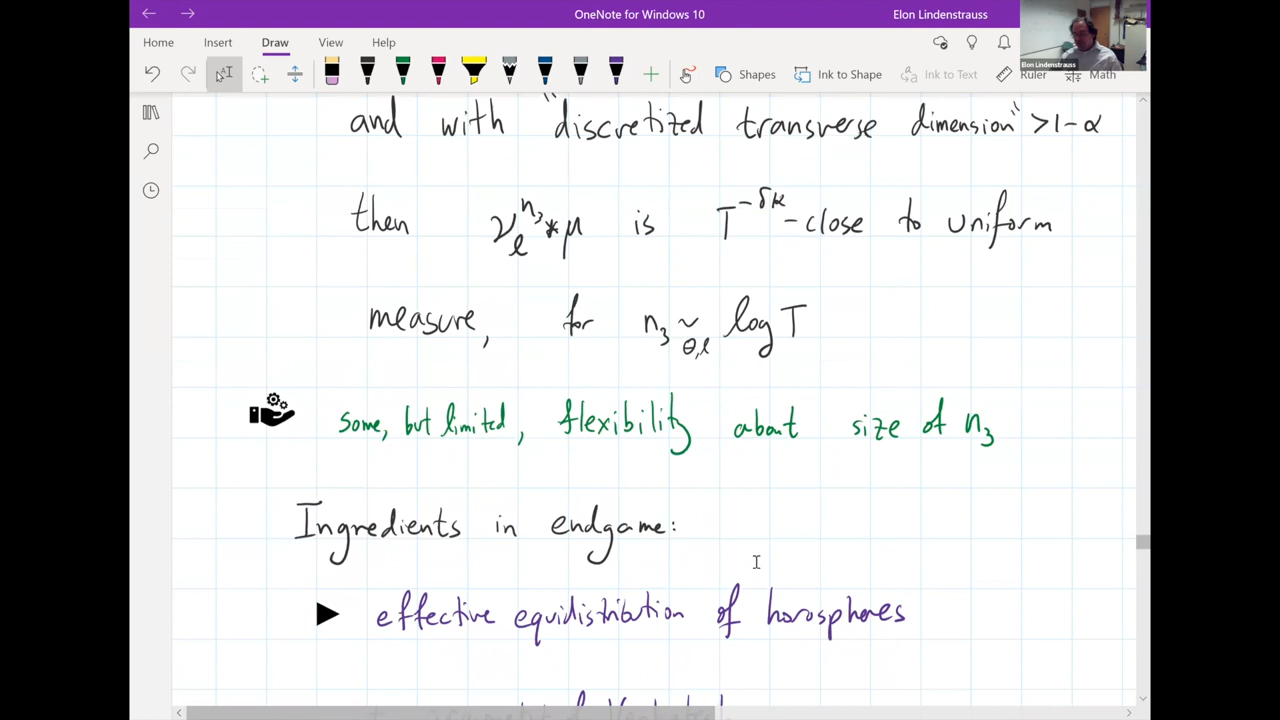 OneNote for Windows 10
Elon Lindenstrauss
Home Insert Draw View Help
Shapes Ink to Shape Ink to Text Ruler Math
Elon Lindenstrauss
and with "discretized transverse dimension" > 1 - α
then ν_ℓ^{n_3} * μ is T^{-δκ} - close to uniform
measure, for n_3 ~_{θ,ℓ} log T
some, but limited, flexibility about size of n_3
Ingredients in endgame:
► effective equidistribution of horospheres